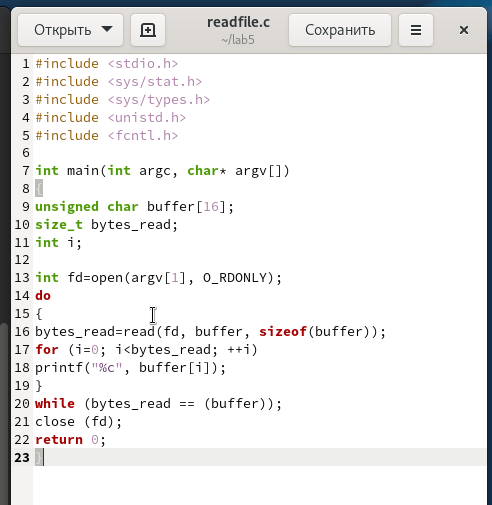 Открыть
readfile.c
~/lab5
Сохранить
1 #include <stdio.h>
2 #include <sys/stat.h>
3 #include <sys/types.h>
4 #include <unistd.h>
5 #include <fcntl.h>
6
7 int main(int argc, char* argv[])
8 {
9 unsigned char buffer[16];
10 size_t bytes_read;
11 int i;
12
13 int fd=open(argv[1], O_RDONLY);
14 do
15 {
16 bytes_read=read(fd, buffer, sizeof(buffer));
17 for (i=0; i<bytes_read; ++i)
18 printf("%c", buffer[i]);
19 }
20 while (bytes_read == (buffer));
21 close (fd);
22 return 0;
23 }